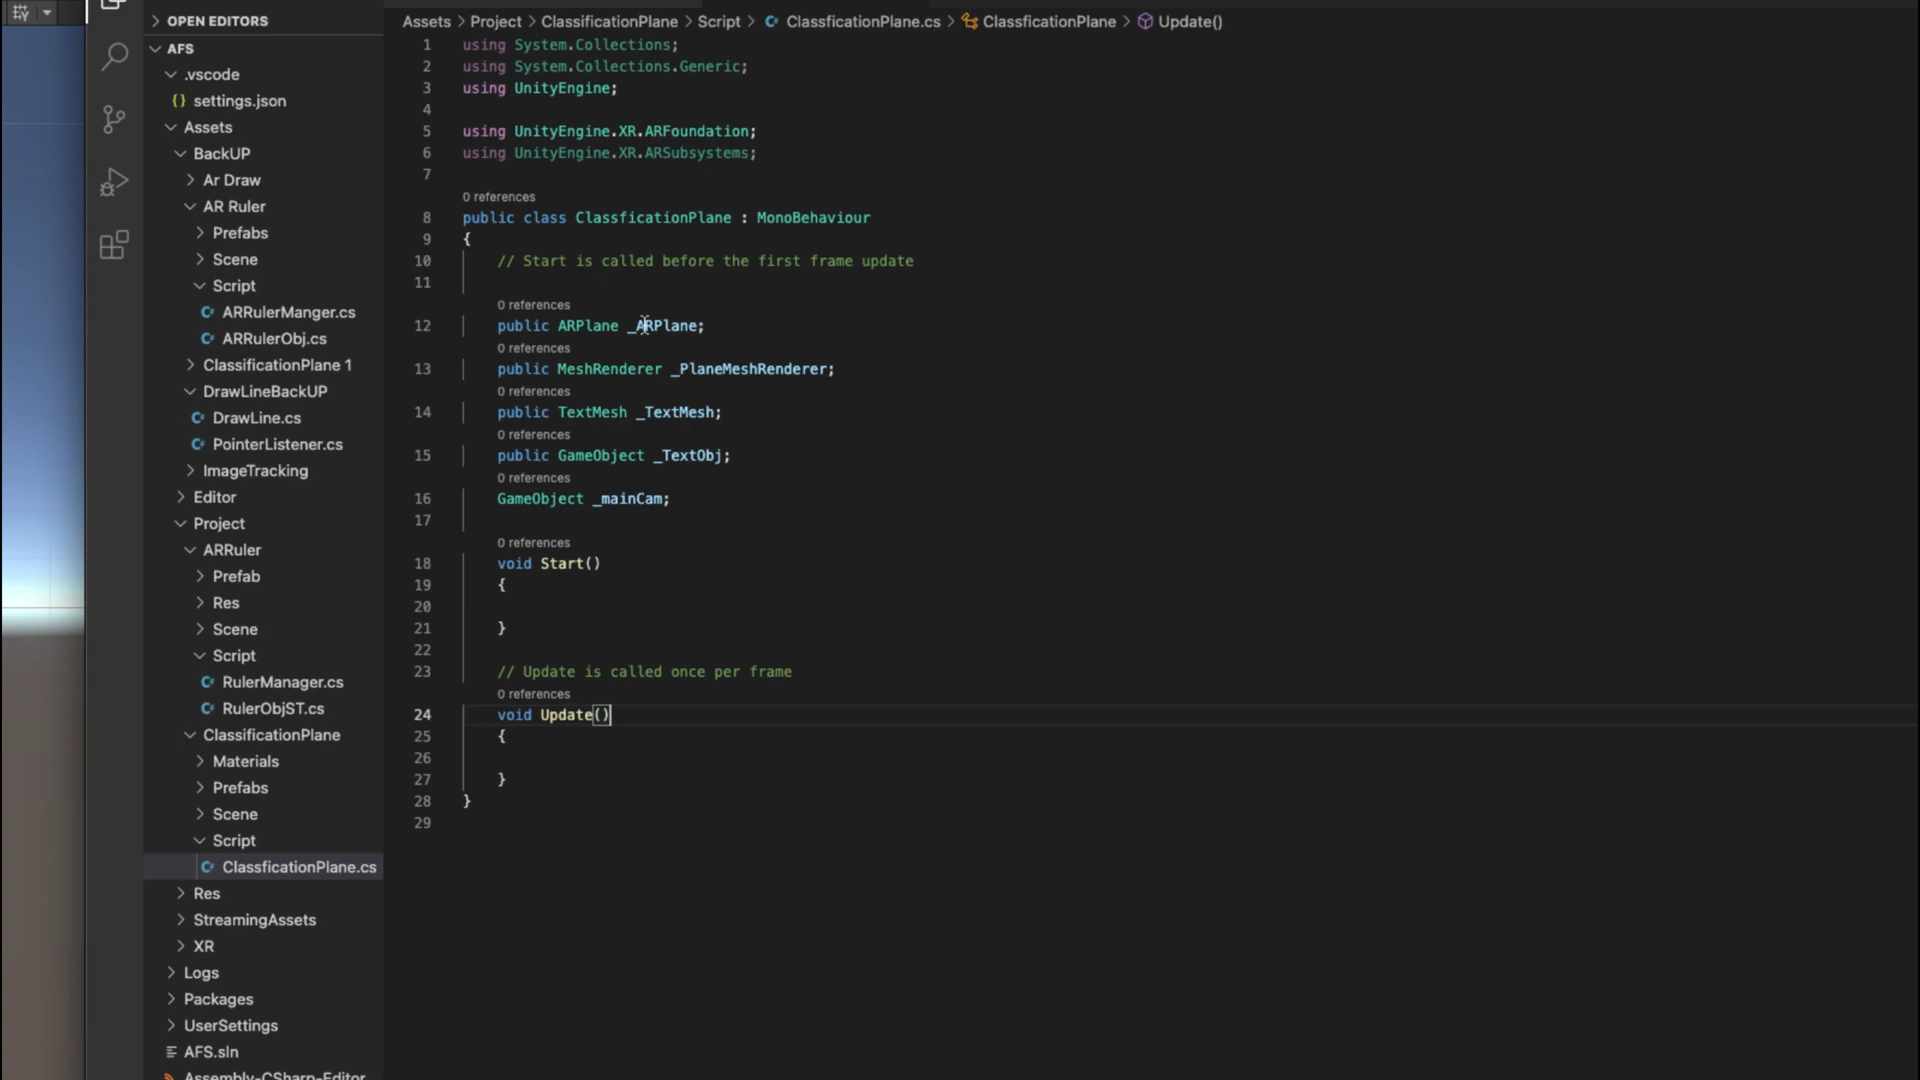 OPEN EDITORS
AFS
.vscode
{} settings.json
Assets
BackUP
Ar Draw
AR Ruler
Prefabs
Scene
Script
ARRulerManger.cs
ARRulerObj.cs
ClassificationPlane 1
DrawLineBackUP
DrawLine.cs
PointerListener.cs
ImageTracking
Editor
Project
ARRuler
Prefab
Res
Scene
Script
RulerManager.cs
RulerObjST.cs
ClassificationPlane
Materials
Prefabs
Scene
Script
ClassficationPlane.cs
Res
StreamingAssets
XR
Logs
Packages
UserSettings
AFS.sln
Assembly-CSharp-Editor
Assets > Project > ClassificationPlane > Script > ClassficationPlane.cs > ClassficationPlane > Update()
1 using System.Collections;
2 using System.Collections.Generic;
3 using UnityEngine;
4
5 using UnityEngine.XR.ARFoundation;
6 using UnityEngine.XR.ARSubsystems;
7
0 references
8 public class ClassficationPlane : MonoBehaviour
9 {
10 // Start is called before the first frame update
11
0 references
12 public ARPlane _ARPlane;
0 references
13 public MeshRenderer _PlaneMeshRenderer;
0 references
14 public TextMesh _TextMesh;
0 references
15 public GameObject _TextObj;
0 references
16 GameObject _mainCam;
17
0 references
18 void Start()
19 {
20
21 }
22
23 // Update is called once per frame
0 references
24 void Update()
25 {
26
27 }
28 }
29